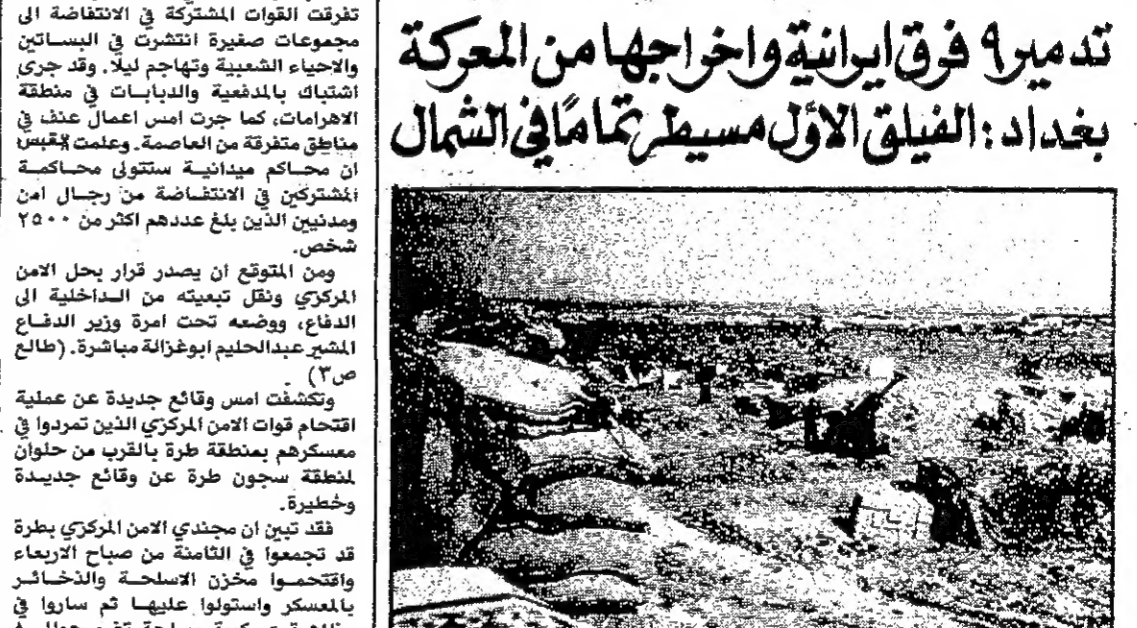 تدمير ٩ فرق ايرانية واخراجها من المعركة
بغداد : الفيلق الاول مسيطر تمامًا في الشمال
تفرقت القوات المشتركة في الانتفاضة الى
مجموعات صغيرة انتشرت في البساتين
والاحياء الشعبية وتهاجم ليلًا. وقد جرى
اشتباك بالمدفعية والدبابات في منطقة
الاهرامات، كما جرت امس اعمال عنف في
مناطق متفرقة من العاصمة. وعلمت القبس
ان محاكم ميدانية ستتولى محاكمة
المشتركين في الانتفاضة من رجال امن
ومدنيين الذين بلغ عددهم اكثر من ٢٥٠٠
شخص.
ومن المتوقع ان يصدر قرار بحل الامن
المركزي ونقل تبعيته من الداخلية الى
الدفاع، ووضعه تحت امرة وزير الدفاع
المشير عبدالحليم ابوغزالة مباشرة. (طالع
ص٣)
وتكشفت امس وقائع جديدة عن عملية
اقتحام قوات الامن المركزي الذين تمردوا في
معسكرهم بمنطقة طرة بالقرب من حلوان
لمنطقة سجون طرة عن وقائع جديدة
وخطيرة.
فقد تبين ان مجندي الامن المركزي بطرة
قد تجمعوا في الثامنة من صباح الاربعاء
واقتحموا مخزن الاسلحة والذخائر
بالمعسكر واستولوا عليها ثم ساروا في